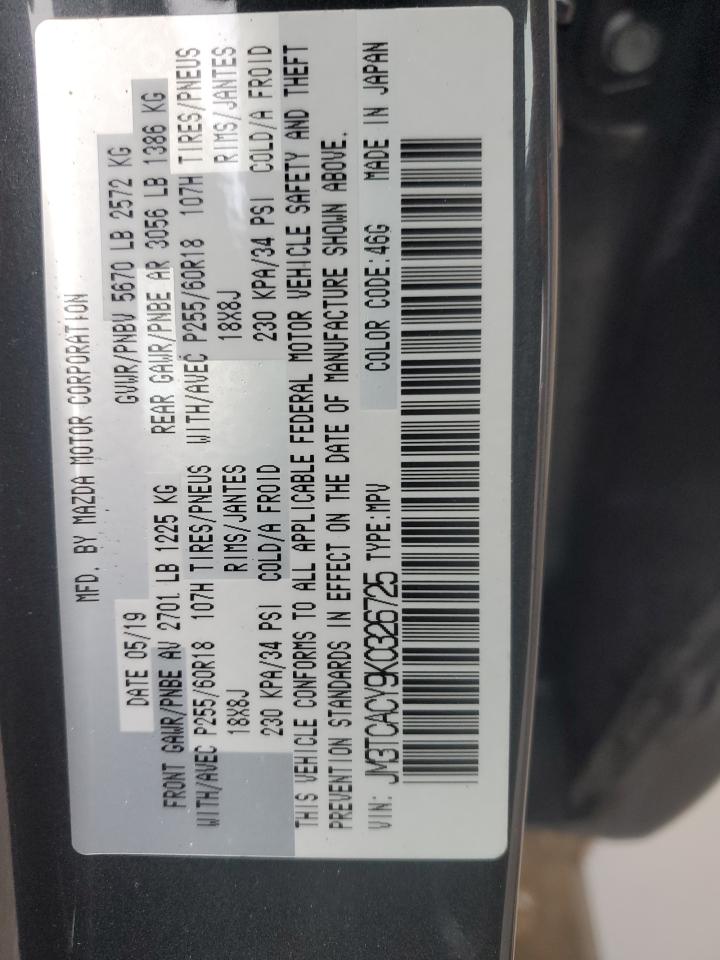 MFD. BY MAZDA MOTOR CORPORATION
DATE 05/19 GVWR/PNBV 5670 LB 2572 KG
FRONT GAWR/PNBE AV 2701 LB 1225 KG REAR GAWR/PNBE AR 3056 LB 1386 KG
WITH/AVEC P255/60R18 107H TIRES/PNEUS WITH/AVEC P255/60R18 107H TIRES/PNEUS
18X8J RIMS/JANTES 18X8J RIMS/JANTES
230 KPA/34 PSI COLD/A FROID 230 KPA/34 PSI COLD/A FROID
THIS VEHICLE CONFORMS TO ALL APPLICABLE FEDERAL MOTOR VEHICLE SAFETY AND THEFT
PREVENTION STANDARDS IN EFFECT ON THE DATE OF MANUFACTURE SHOWN ABOVE.
VIN: JM3TCACY9K0326725 TYPE:MPV COLOR CODE:46G MADE IN JAPAN